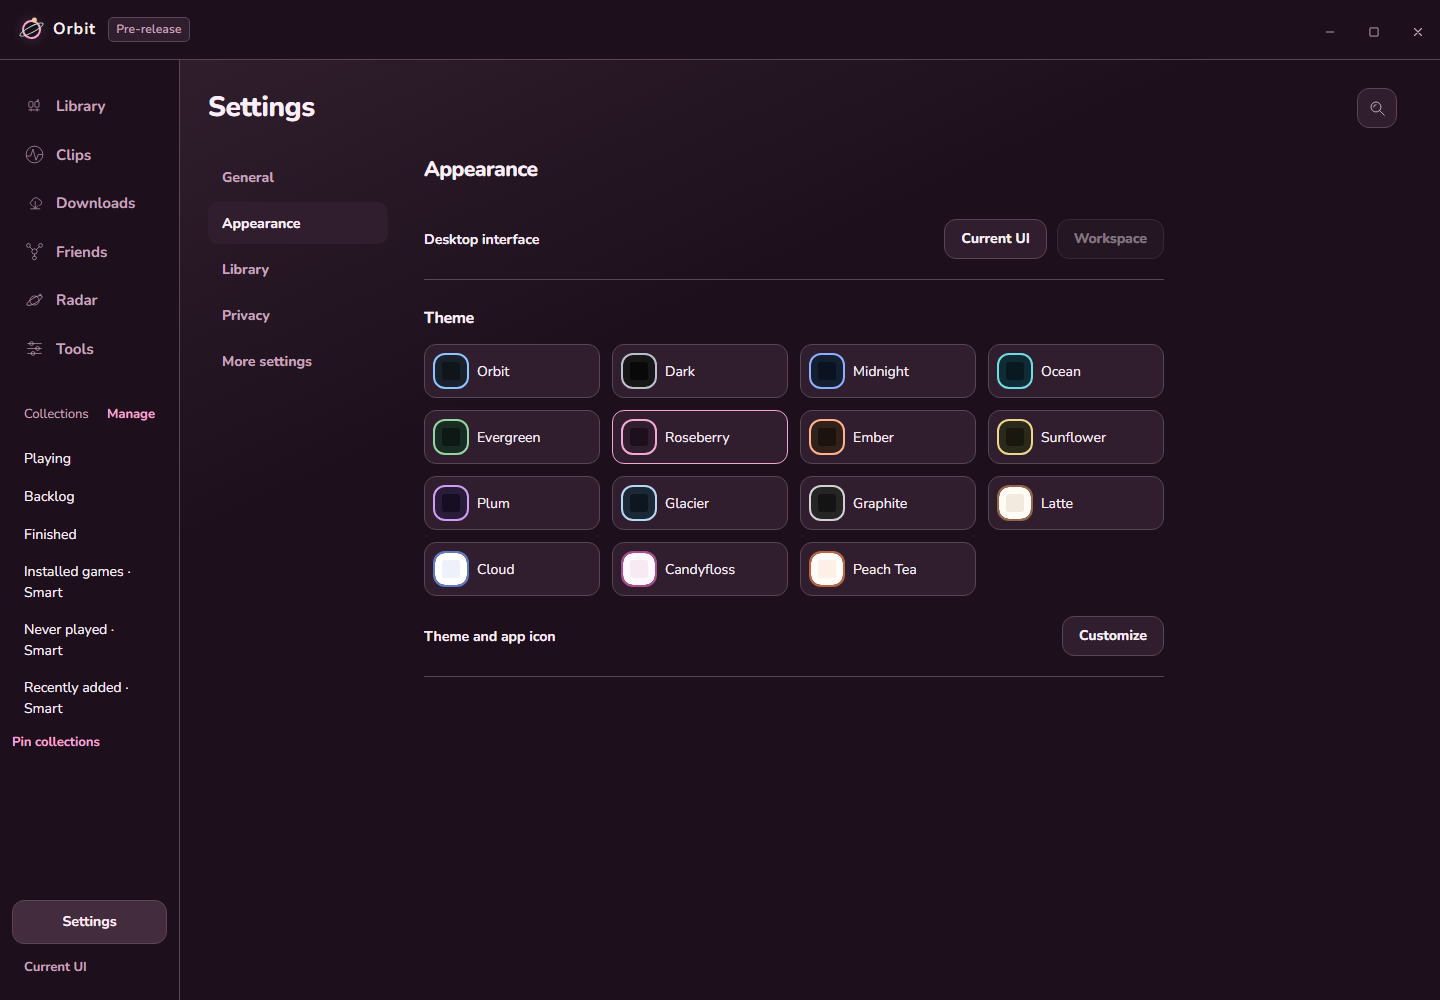 Orbit
Pre-release
Library
Clips
Downloads
Friends
Radar
Tools
Collections
Manage
Playing
Backlog
Finished
Installed games ·
Smart
Never played ·
Smart
Recently added ·
Smart
Pin collections
Settings
Current UI
Settings
General
Appearance
Library
Privacy
More settings
Appearance
Desktop interface
Current UI
Workspace
Theme
Orbit
Dark
Midnight
Ocean
Evergreen
Roseberry
Ember
Sunflower
Plum
Glacier
Graphite
Latte
Cloud
Candyfloss
Peach Tea
Theme and app icon
Customize